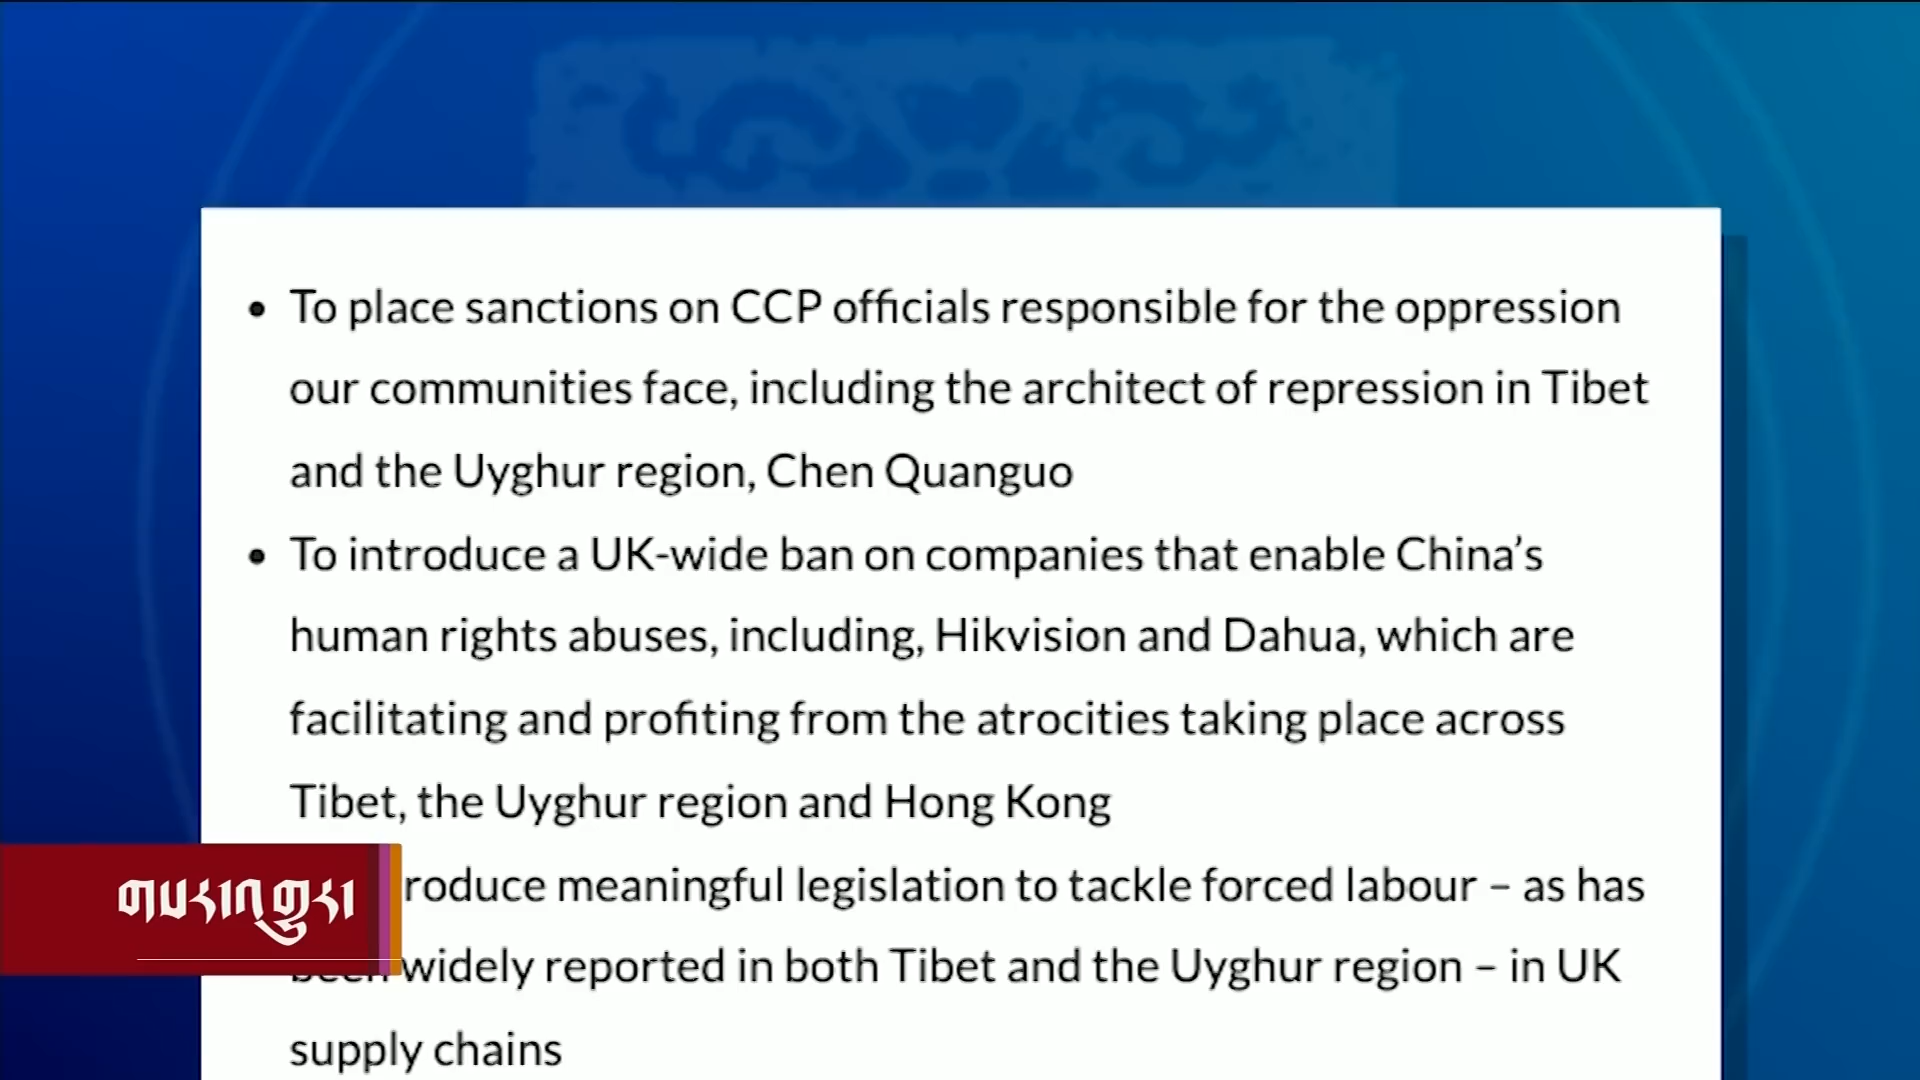 • To place sanctions on CCP officials responsible for the oppression
our communities face, including the architect of repression in Tibet
and the Uyghur region, Chen Quanguo
• To introduce a UK-wide ban on companies that enable China’s
human rights abuses, including, Hikvision and Dahua, which are
facilitating and profiting from the atrocities taking place across
Tibet, the Uyghur region and Hong Kong
roduce meaningful legislation to tackle forced labour – as has
been widely reported in both Tibet and the Uyghur region – in UK
supply chains